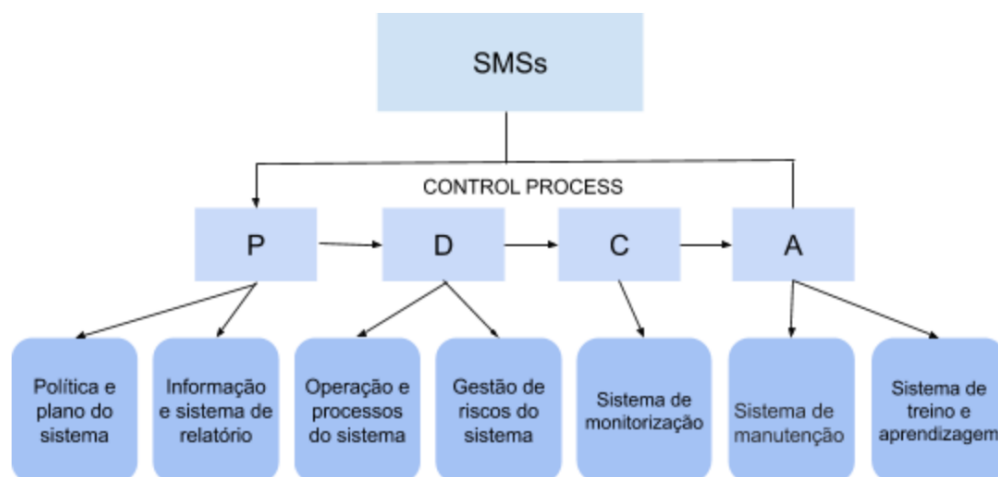 SMSs
CONTROL PROCESS
P
D
C
A
Política e
plano do
sistema
Informação
e sistema de
relatório
Operação e
processos
do sistema
Gestão de
riscos do
sistema
Sistema de
monitorização
Sistema de
manutenção
Sistema de
treino e
aprendizagem